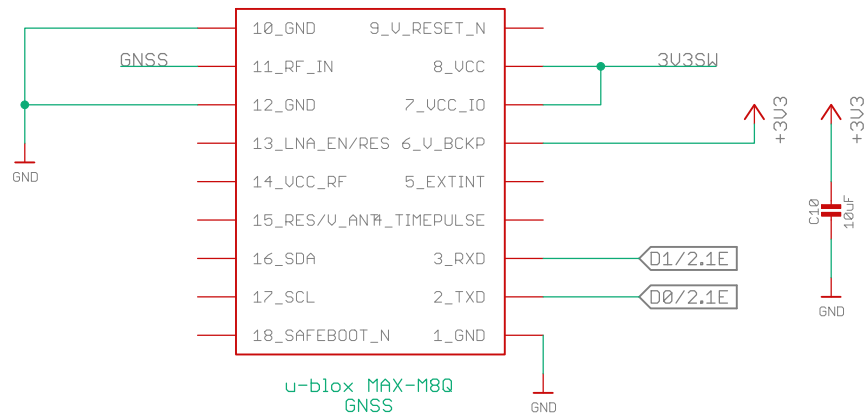 10_GND 9_V_RESET_N
GNSS 11_RF_IN 8_VCC 3V3SW
12_GND 7_VCC_IO
13_LNA_EN/RES 6_V_BCKP
+3V3
+3V3
GND
14_VCC_RF 5_EXTINT
15_RES/V_ANT 4_TIMEPULSE
C10
10uF
16_SDA 3_RXD D1/2.1E
17_SCL 2_TXD D0/2.1E
GND
18_SAFEBOOT_N 1_GND
u-blox MAX-M8Q
GNSS
GND